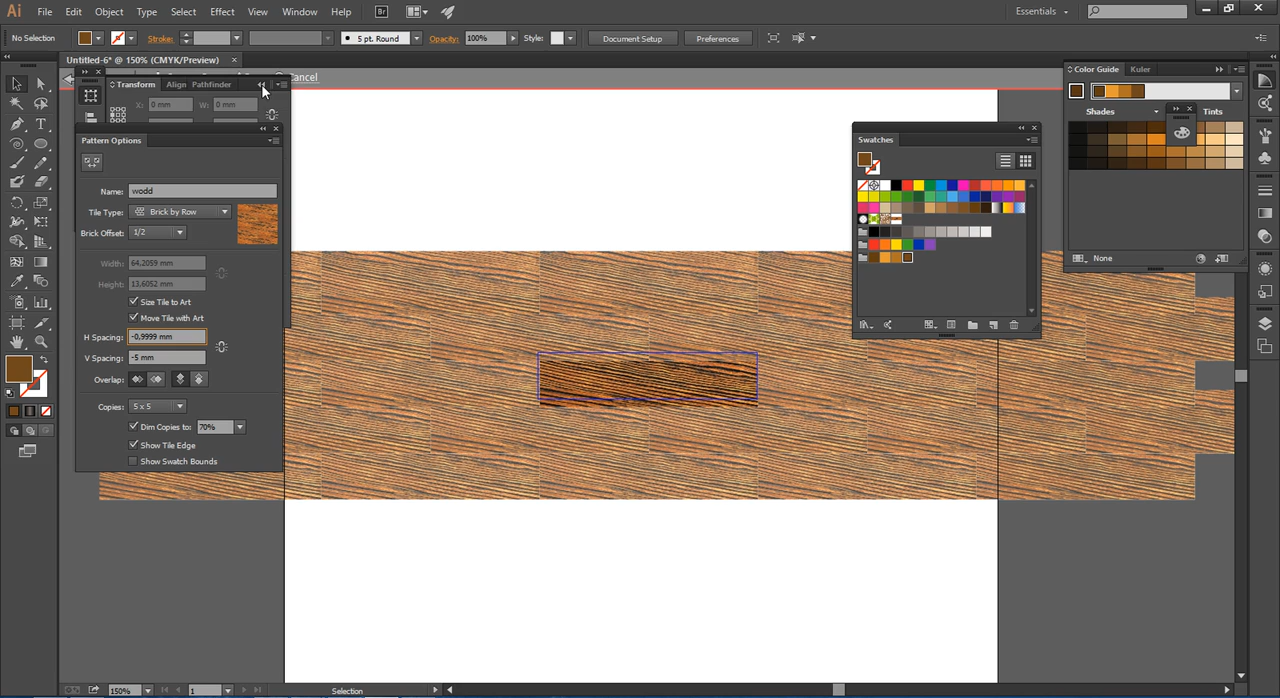 Ai File Edit Object Type Select Effect View Window Help Br Essentials
No Selection Stroke: 5 pt. Round Opacity: 100% Style: Document Setup Preferences
Untitled-6* @ 150% (CMYK/Preview) ×
Cancel
Transform Align Pathfinder
X: 0 mm W: 0 mm
Pattern Options
Name: wodd
Tile Type: Brick by Row
Brick Offset: 1/2
Width: 64,2059 mm
Height: 13,6052 mm
Size Tile to Art
Move Tile with Art
H Spacing: -0,9999 mm
V Spacing: -5 mm
Overlap:
Copies: 5 x 5
Dim Copies to: 70%
Show Tile Edge
Show Swatch Bounds
Swatches
Color Guide Kuler
Shades Tints
None
150% 1 Selection